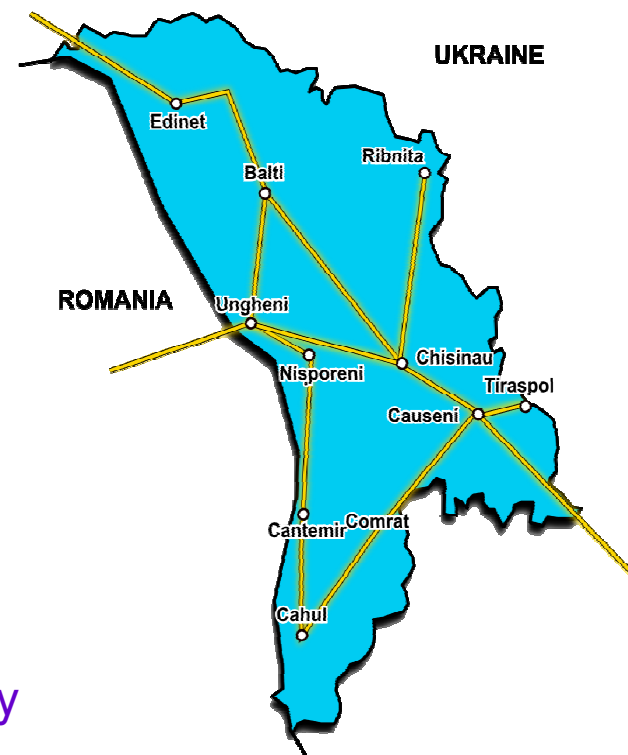 UKRAINE
Edinet
Ribnita
Balti
ROMANIA
Ungheni
Chisinau
Nisporeni
Tiraspol
Causeni
Cantemir
Comrat
Cahul
y